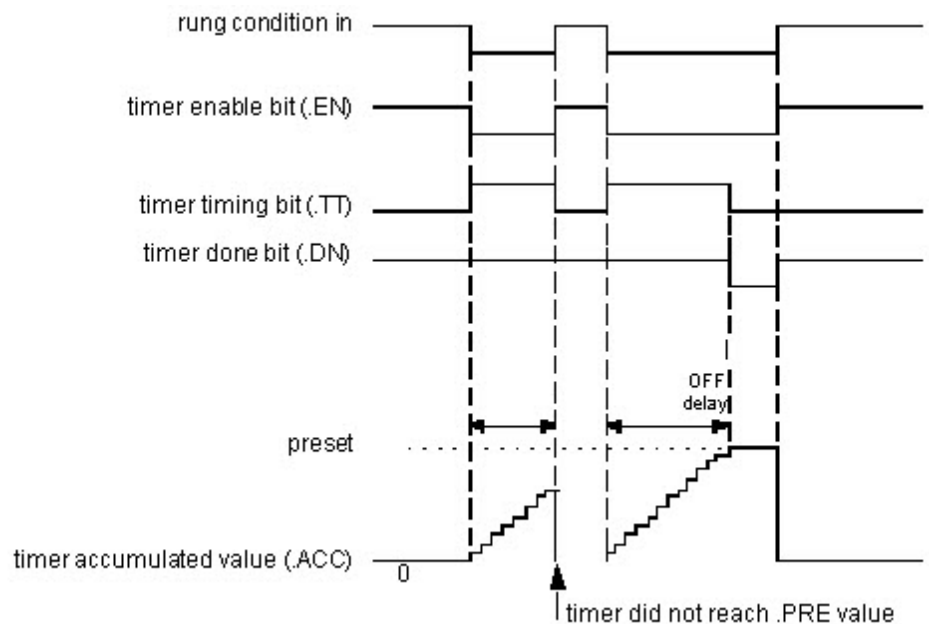 rung condition in
timer enable bit (.EN)
timer timing bit (.TT)
timer done bit (.DN)
OFF
delay
preset
timer accumulated value (.ACC)
0
timer did not reach .PRE value